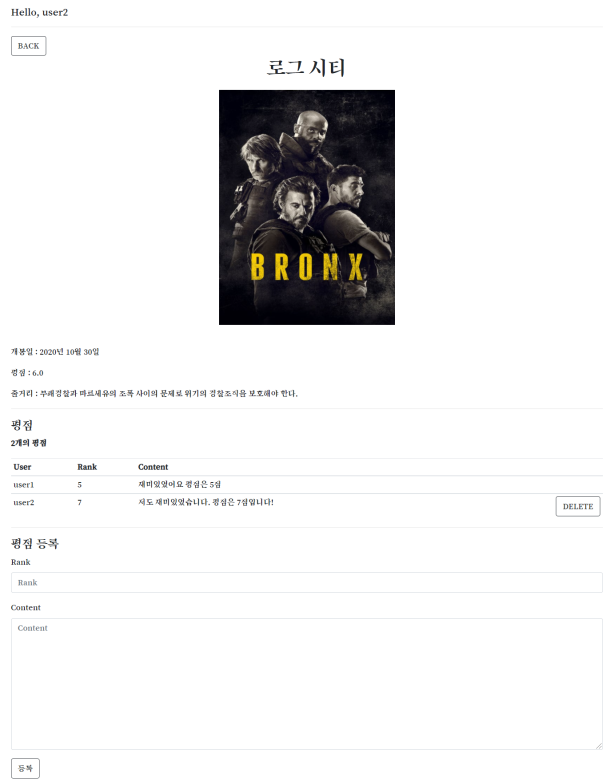 Hello, user2
BACK
로그 시티
BRONX
개봉일 : 2020년 10월 30일
평점 : 6.0
줄거리 : 부패경찰과 마르세유의 조폭 사이의 문제로 위기의 경찰조직을 보호해야 한다.
평점
2개의 평점
User Rank Content
user1 5 재미있었어요 평점은 5점
user2 7 저도 재미있었습니다. 평점은 7점입니다! DELETE
평점 등록
Rank
Rank
Content
Content
등록